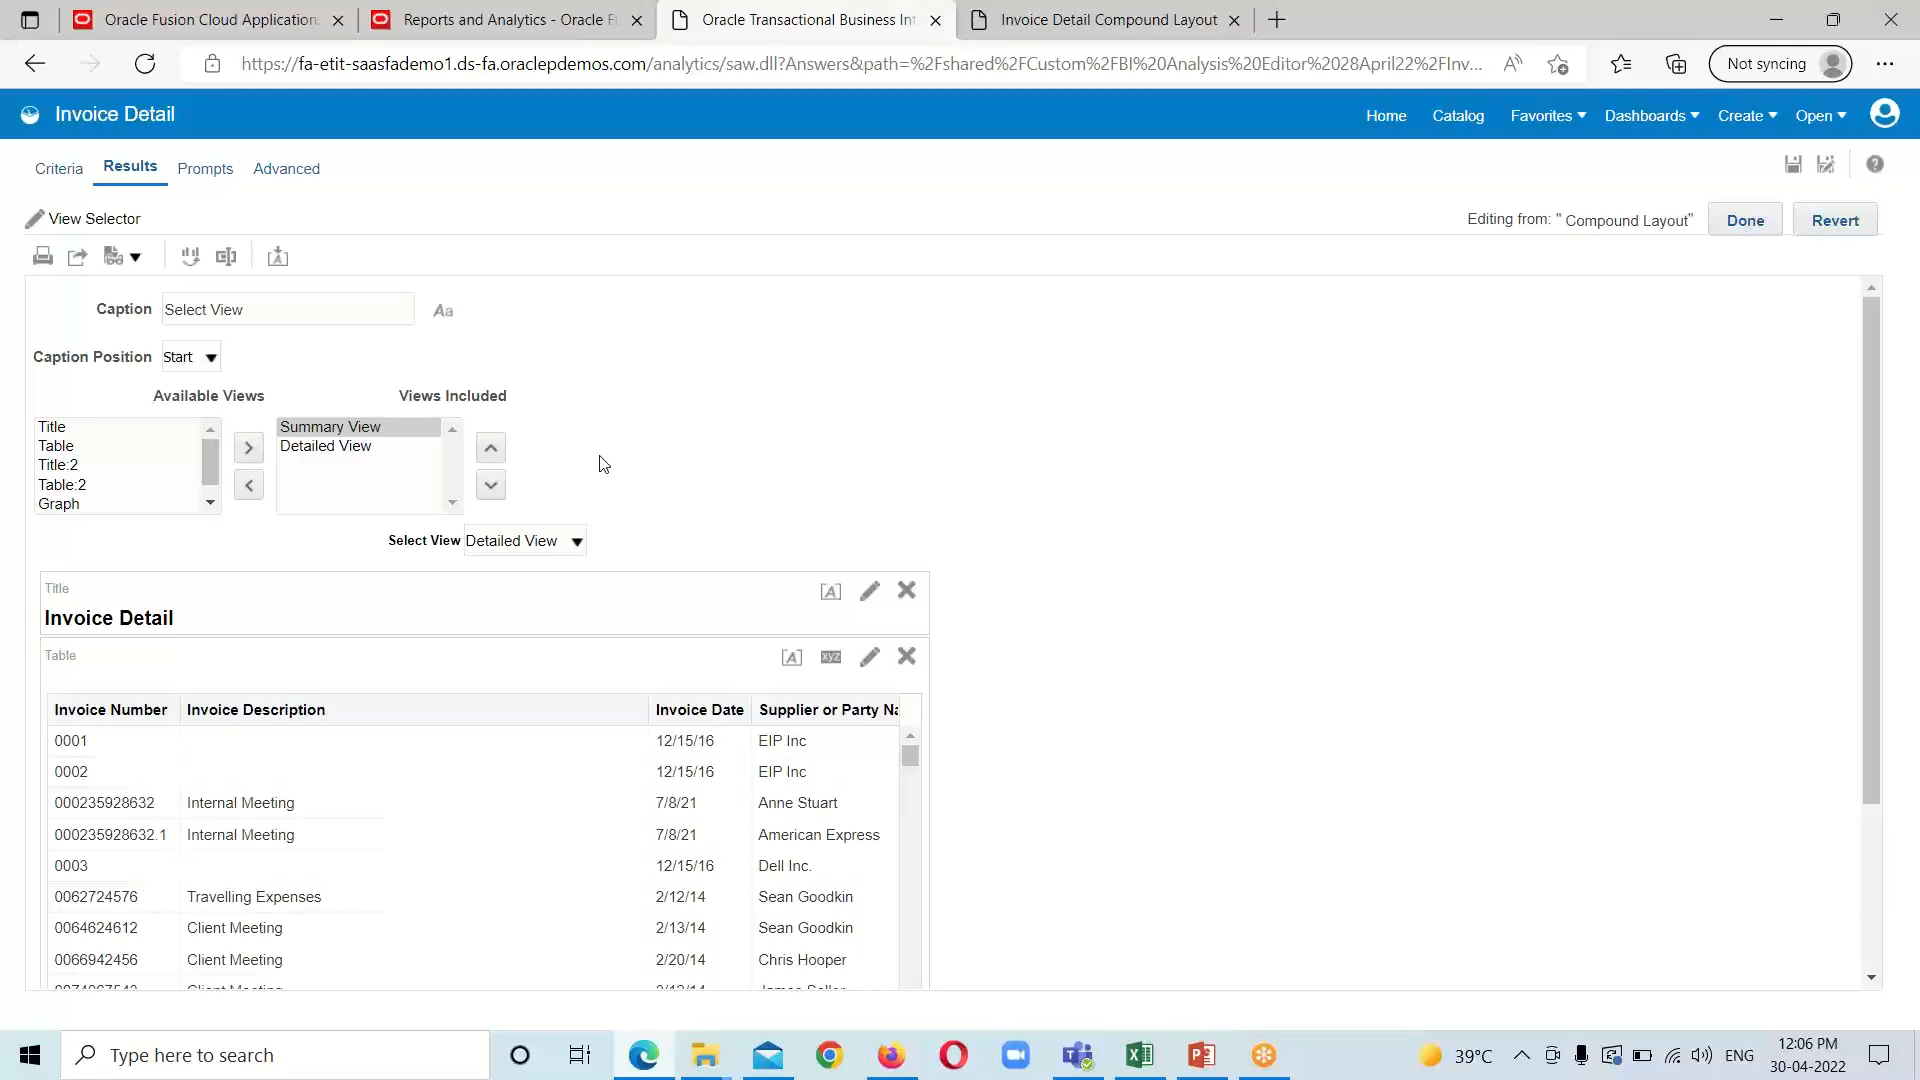 Oracle Fusion Cloud Application
Reports and Analytics - Oracle F
Oracle Transactional Business Int
Invoice Detail Compound Layout
https://fa-etit-saasfademo1.ds-fa.oraclepdemos.com/analytics/saw.dll?Answers&path=%2Fshared%2FCustom%2FBI%20Analysis%20Editor%2028April22%2FInv...
Not syncing
Invoice Detail
Home
Catalog
Favorites
Dashboards
Create
Open
Criteria
Results
Prompts
Advanced
View Selector
Editing from: " Compound Layout"
Done
Revert
Caption
Select View
Aa
Caption Position
Start
Available Views
Views Included
Title
Table
Title:2
Table:2
Graph
Summary View
Detailed View
Select View
Detailed View
Title
Invoice Detail
Table
xyz
Invoice Number Invoice Description Invoice Date Supplier or Party Na
0001 12/15/16 EIP Inc
0002 12/15/16 EIP Inc
000235928632 Internal Meeting 7/8/21 Anne Stuart
000235928632.1 Internal Meeting 7/8/21 American Express
0003 12/15/16 Dell Inc.
0062724576 Travelling Expenses 2/12/14 Sean Goodkin
0064624612 Client Meeting 2/13/14 Sean Goodkin
0066942456 Client Meeting 2/20/14 Chris Hooper
Client Meeting
Type here to search
39°C
ENG
12:06 PM
30-04-2022